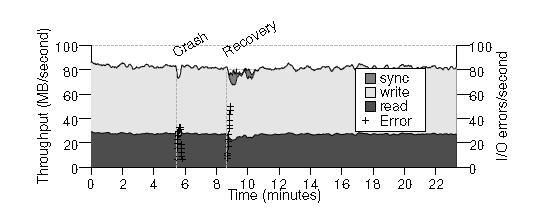 Crash
Recovery
100
80
60
40
20
0
Throughput (MB/second)
100
80
60
40
20
0
I/O errors/second
sync
write
read
Error
0 2 4 6 8 10 12 14 16 18 20 22
Time (minutes)